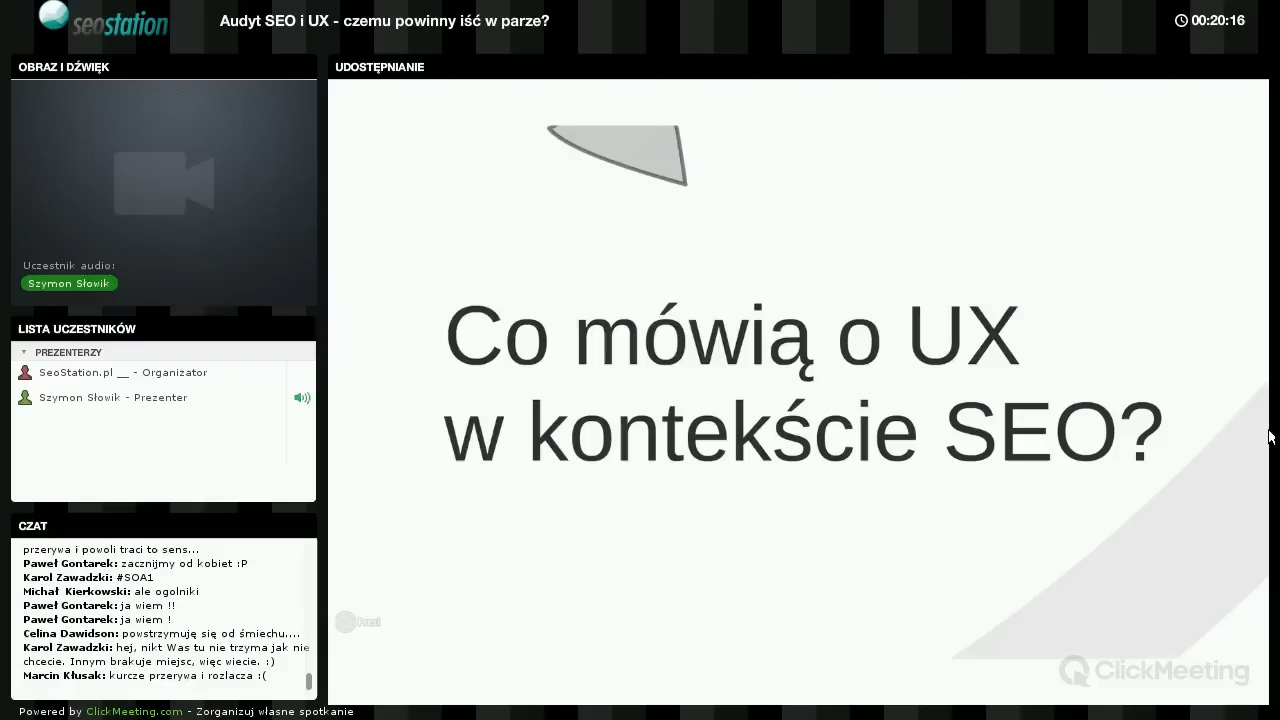 seostation
Audyt SEO i UX - czemu powinny iść w parze?
00:20:16
OBRAZ I DŹWIĘK
Uczestnik audio:
Szymon Słowik
LISTA UCZESTNIKÓW
PREZENTERZY
SeoStation.pl __ - Organizator
Szymon Słowik - Prezenter
CZAT
przerywa i powoli traci to sens...
Paweł Gontarek: zacznijmy od kobiet :P
Karol Zawadzki: #SOA1
Michał Kierkowski: ale ogolniki
Paweł Gontarek: ja wiem !!
Paweł Gontarek: ja wiem !
Celina Dawidson: powstrzymuję się od śmiechu....
Karol Zawadzki: hej, nikt Was tu nie trzyma jak nie
chcecie. Innym brakuje miejsc, więc wiecie. :)
Marcin Kłusak: kurcze przerywa i rozlacza :(
Powered by ClickMeeting.com - Zorganizuj własne spotkanie
UDOSTĘPNIANIE
Co mówią o UX
w kontekście SEO?
Prezi
ClickMeeting